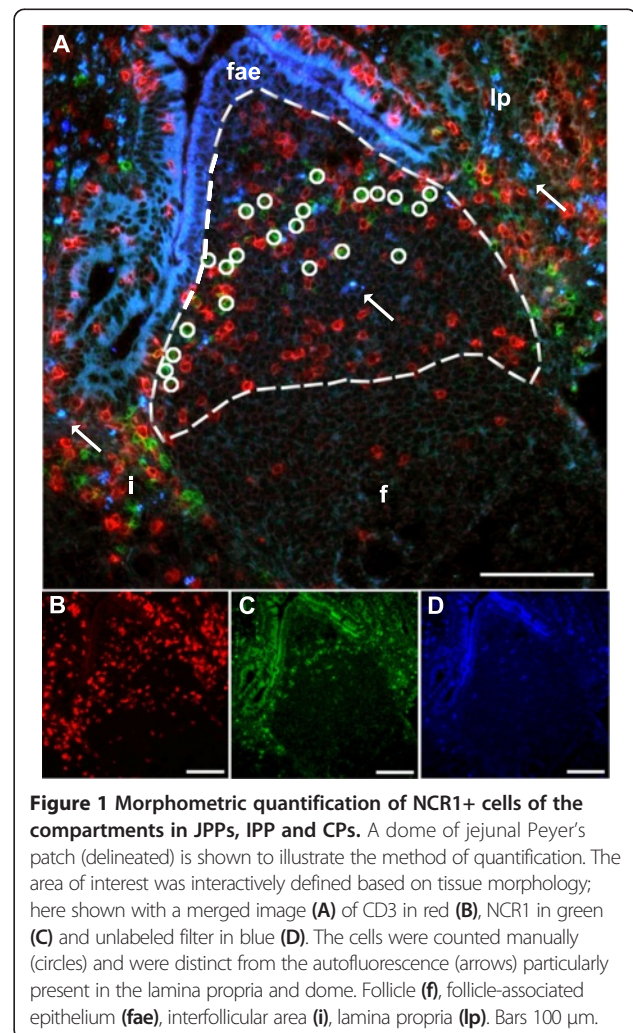 A
fae
lp
i
f
B
C
D
Figure 1 Morphometric quantification of NCR1+ cells of the
compartments in JPPs, IPP and CPs. A dome of jejunal Peyer's
patch (delineated) is shown to illustrate the method of quantification. The
area of interest was interactively defined based on tissue morphology;
here shown with a merged image (A) of CD3 in red (B), NCR1 in green
(C) and unlabeled filter in blue (D). The cells were counted manually
(circles) and were distinct from the autofluorescence (arrows) particularly
present in the lamina propria and dome. Follicle (f), follicle-associated
epithelium (fae), interfollicular area (i), lamina propria (lp). Bars 100 μm.